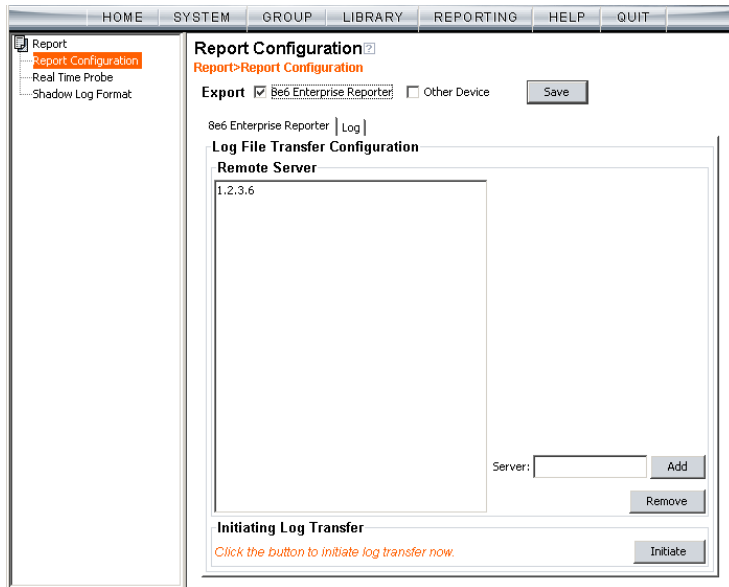 HOME SYSTEM GROUP LIBRARY REPORTING HELP QUIT
Report
Report Configuration
Real Time Probe
Shadow Log Format
Report Configuration ?
Report>Report Configuration
Export 8e6 Enterprise Reporter Other Device Save
8e6 Enterprise Reporter Log
Log File Transfer Configuration
Remote Server
1.2.3.6
Server: Add
Remove
Initiating Log Transfer
Click the button to initiate log transfer now. Initiate